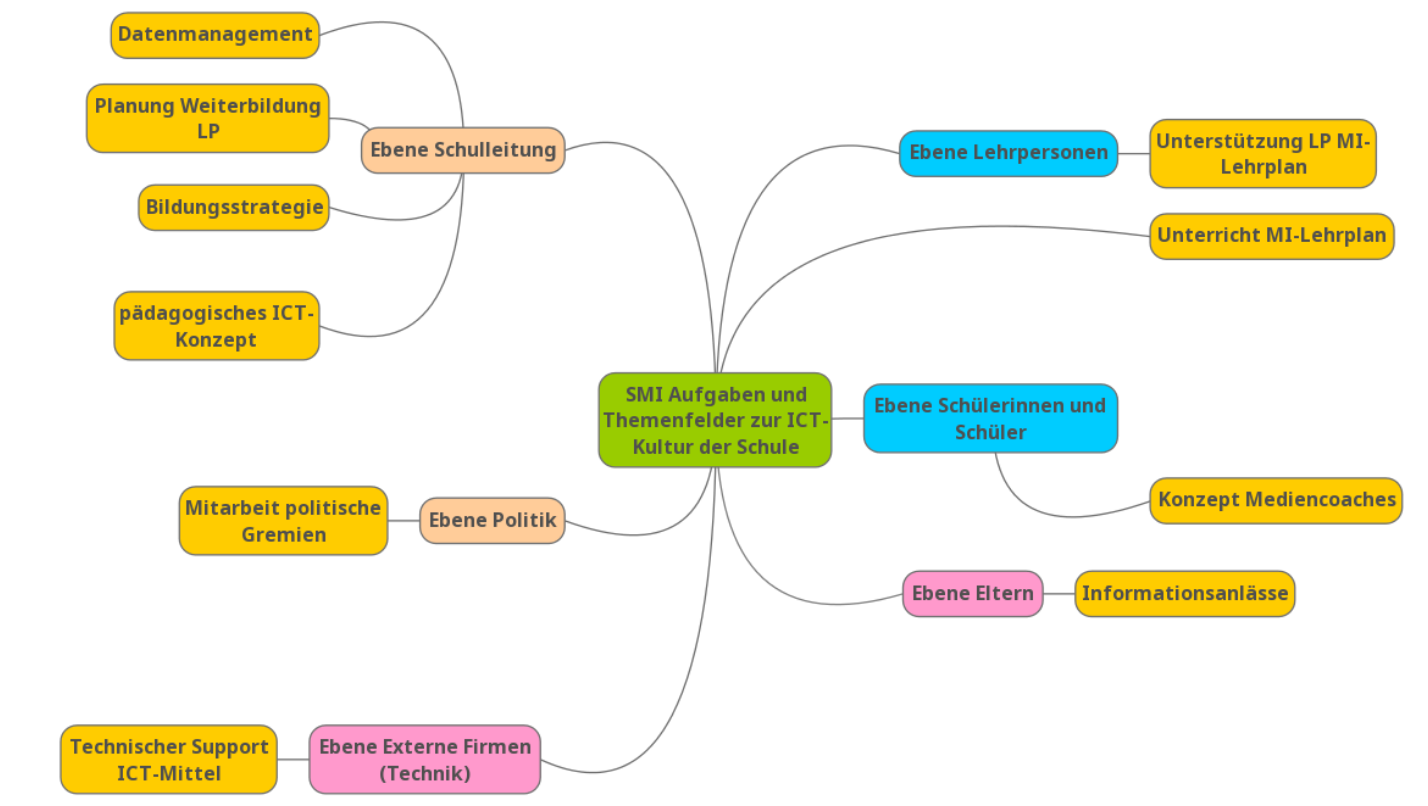 Datenmanagement
Planung Weiterbildung
LP
Ebene Schulleitung
Bildungsstrategie
pädagogisches ICT-
Konzept
Ebene Lehrpersonen
Unterstützung LP MI-
Lehrplan
Unterricht MI-Lehrplan
SMI Aufgaben und
Themenfelder zur ICT-
Kultur der Schule
Ebene Schülerinnen und
Schüler
Konzept Mediencoaches
Mitarbeit politische
Gremien
Ebene Politik
Ebene Eltern
Informationsanlässe
Technischer Support
ICT-Mittel
Ebene Externe Firmen
(Technik)